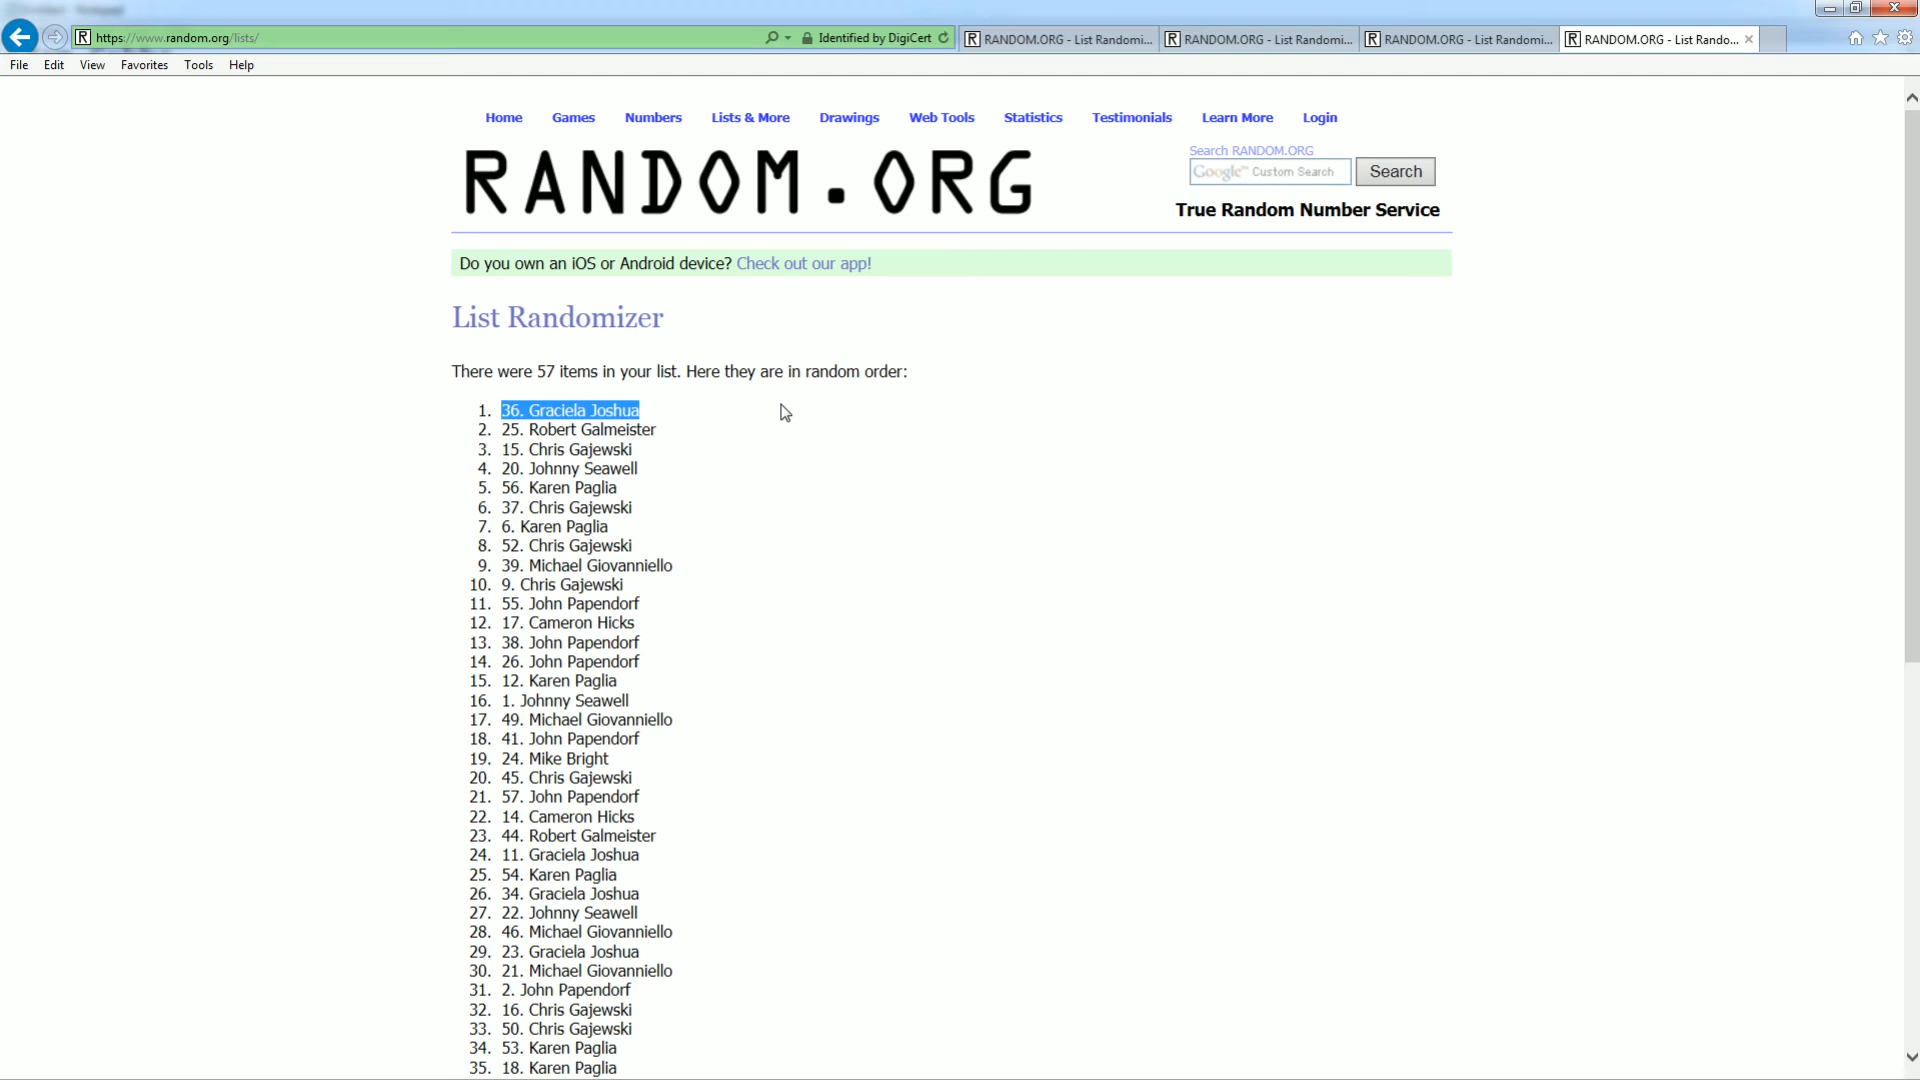 https://www.random.org/lists/
Identified by DigiCert
RANDOM.ORG - List Randomi...
RANDOM.ORG - List Randomi...
RANDOM.ORG - List Randomi...
RANDOM.ORG - List Rando...
File Edit View Favorites Tools Help
Home Games Numbers Lists & More Drawings Web Tools Statistics Testimonials Learn More Login
RANDOM.ORG
Search RANDOM.ORG
Google™ Custom Search
Search
True Random Number Service
Do you own an iOS or Android device? Check out our app!
List Randomizer
There were 57 items in your list. Here they are in random order:
1. 36. Graciela Joshua
2. 25. Robert Galmeister
3. 15. Chris Gajewski
4. 20. Johnny Seawell
5. 56. Karen Paglia
6. 37. Chris Gajewski
7. 6. Karen Paglia
8. 52. Chris Gajewski
9. 39. Michael Giovanniello
10. 9. Chris Gajewski
11. 55. John Papendorf
12. 17. Cameron Hicks
13. 38. John Papendorf
14. 26. John Papendorf
15. 12. Karen Paglia
16. 1. Johnny Seawell
17. 49. Michael Giovanniello
18. 41. John Papendorf
19. 24. Mike Bright
20. 45. Chris Gajewski
21. 57. John Papendorf
22. 14. Cameron Hicks
23. 44. Robert Galmeister
24. 11. Graciela Joshua
25. 54. Karen Paglia
26. 34. Graciela Joshua
27. 22. Johnny Seawell
28. 46. Michael Giovanniello
29. 23. Graciela Joshua
30. 21. Michael Giovanniello
31. 2. John Papendorf
32. 16. Chris Gajewski
33. 50. Chris Gajewski
34. 53. Karen Paglia
35. 18. Karen Paglia